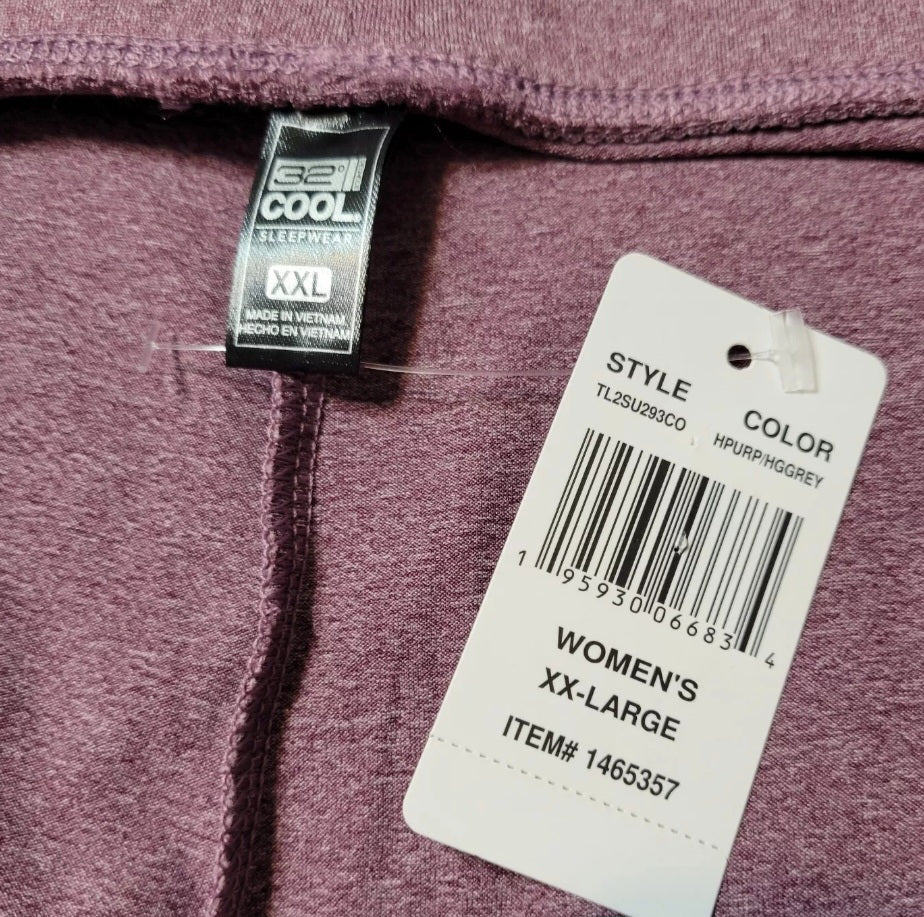 32°
COOL
SLEEPWEAR
XXL
MADE IN VIETNAM
HECHO EN VIETNAM
STYLE
TL2SU293CO
COLOR
HPURP/HGGREY
1 95930 06683 4
WOMEN'S
XX-LARGE
ITEM# 1465357